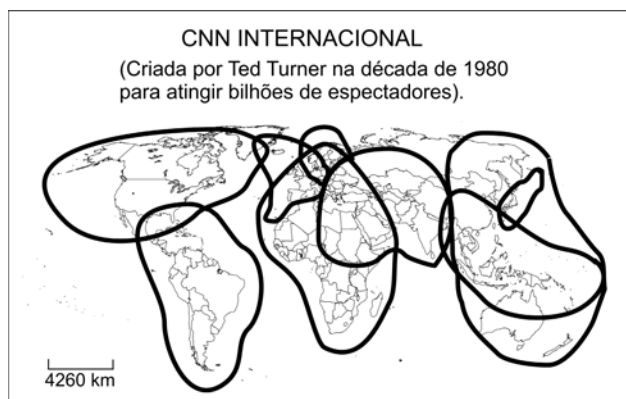 CNN INTERNACIONAL
(Criada por Ted Turner na década de 1980
para atingir bilhões de espectadores).
4260 km